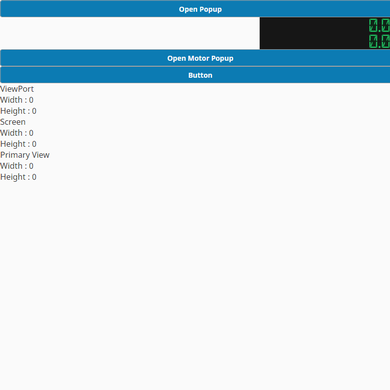 Open Popup
0.0
0.0
Open Motor Popup
Button
ViewPort
Width : 0
Height : 0
Screen
Width : 0
Height : 0
Primary View
Width : 0
Height : 0